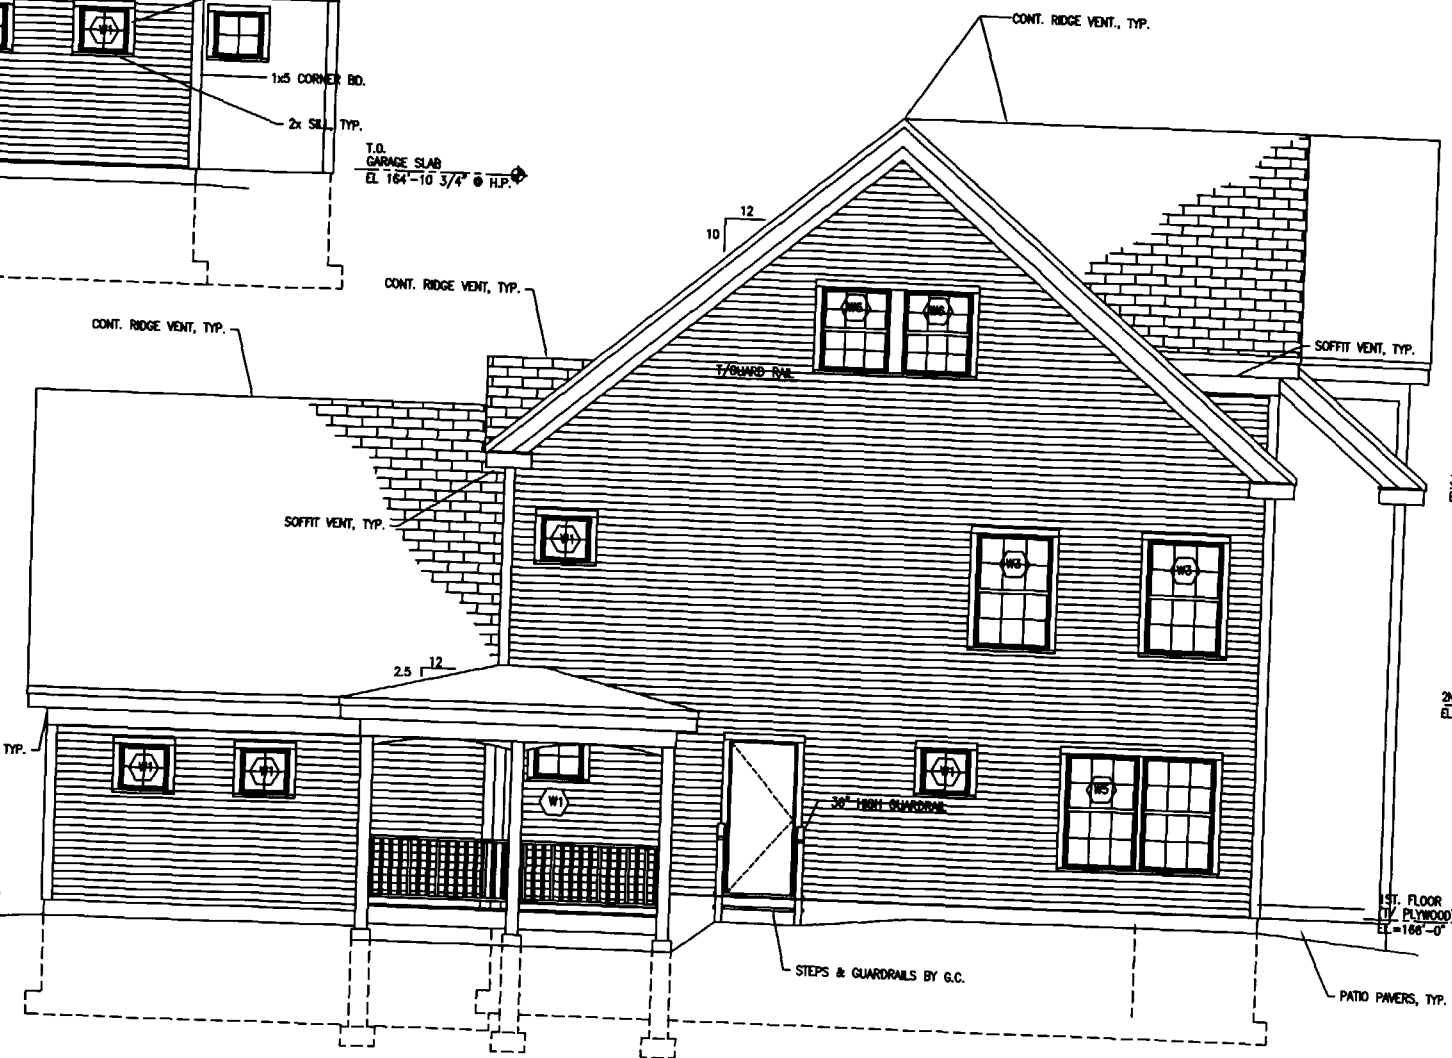 CONT. RIDGE VENT., TYP.
W1
1x5 CORNER BD.
2x SILL, TYP.
T.O.
GARAGE SLAB
EL 164'-10 3/4" @ H.P.
12
10
CONT. RIDGE VENT, TYP.
W6
W6
CONT. RIDGE VENT, TYP.
SOFFIT VENT, TYP.
T/GUARD RAIL
SOFFIT VENT, TYP.
W1
W3
W3
12
2.5
TYP.
W1
W1
W1
W1
W5
36" HIGH GUARDRAIL
1ST. FLOOR
(T/ PLYWOOD)
EL.=166'-0"
STEPS & GUARDRAILS BY G.C.
PATIO PAVERS, TYP.